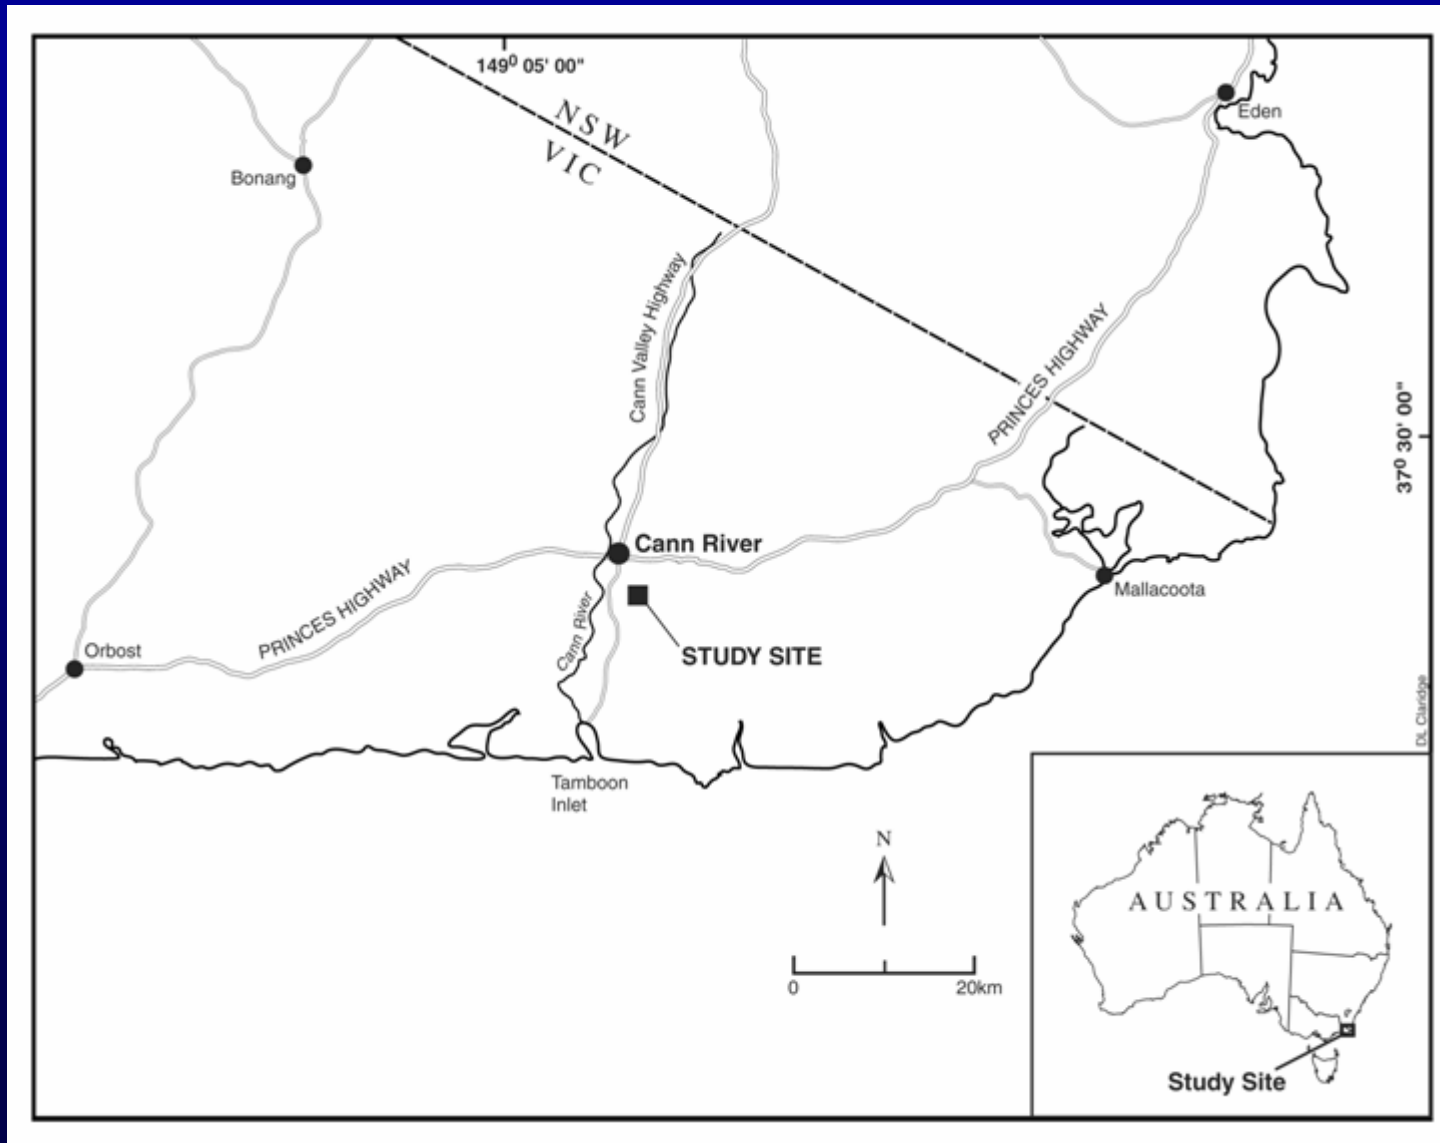 149⁰ 05' 00"
NSW
VIC
Eden
Bonang
Cann Valley Highway
PRINCES HIGHWAY
37⁰ 30' 00"
Cann River
Mallacoota
PRINCES HIGHWAY
Cann River
Orbost
STUDY SITE
DL Claridge
Tamboon
Inlet
N
0 20km
AUSTRALIA
Study Site